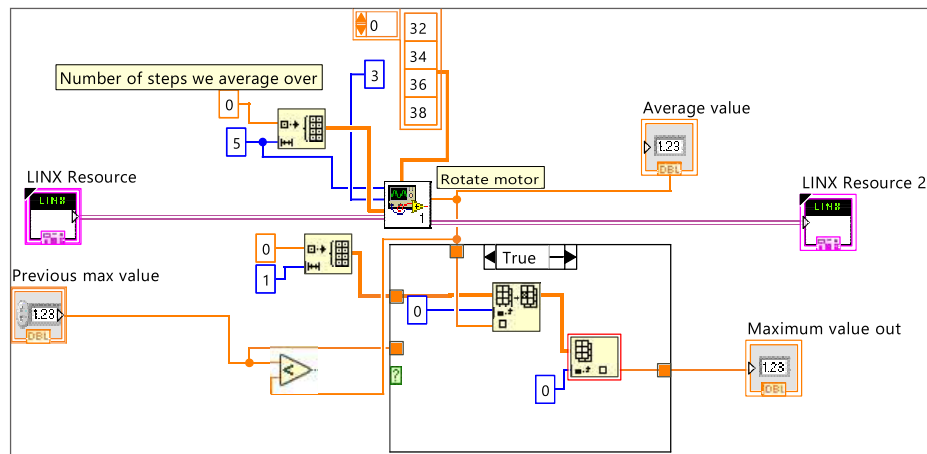 0
32
34
36
38
3
Number of steps we average over
0
5
Average value
1.23
DBL
Rotate motor
LINX Resource
LINX
1
LINX Resource 2
LINX
0
1
True
Previous max value
1.23
DBL
0
?
<
0
Maximum value out
1.23
DBL